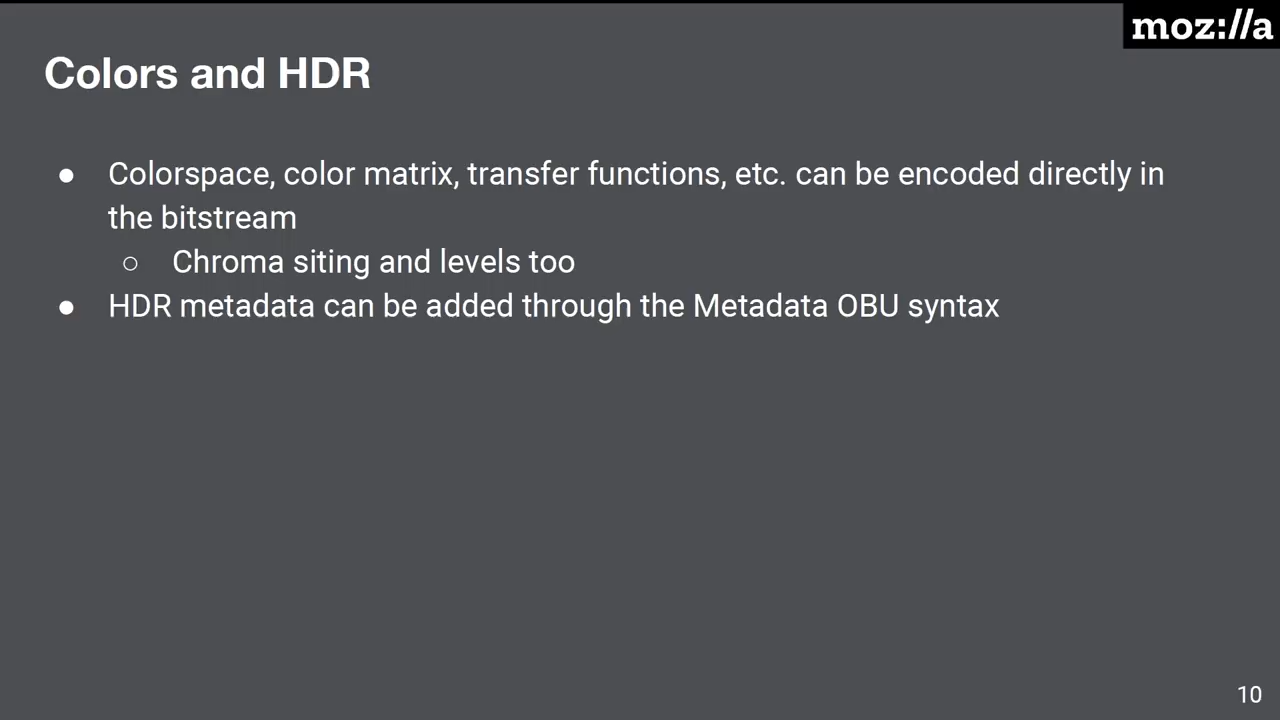 moz://a
Colors and HDR
● Colorspace, color matrix, transfer functions, etc. can be encoded directly in
the bitstream
○ Chroma siting and levels too
● HDR metadata can be added through the Metadata OBU syntax
10